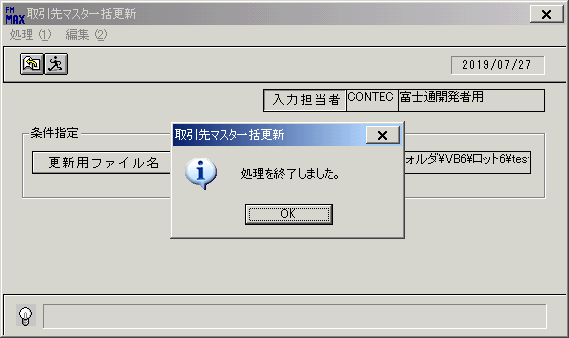 FM MAX 取引先マスター括更新
処理(1) 編集(2)
2019/07/27
入力担当者 CONTEC 富士通開発者用
条件指定
更新用ファイル名 ォルダ¥VB6¥ロット6¥tes
取引先マスター括更新
処理を終了しました。
OK